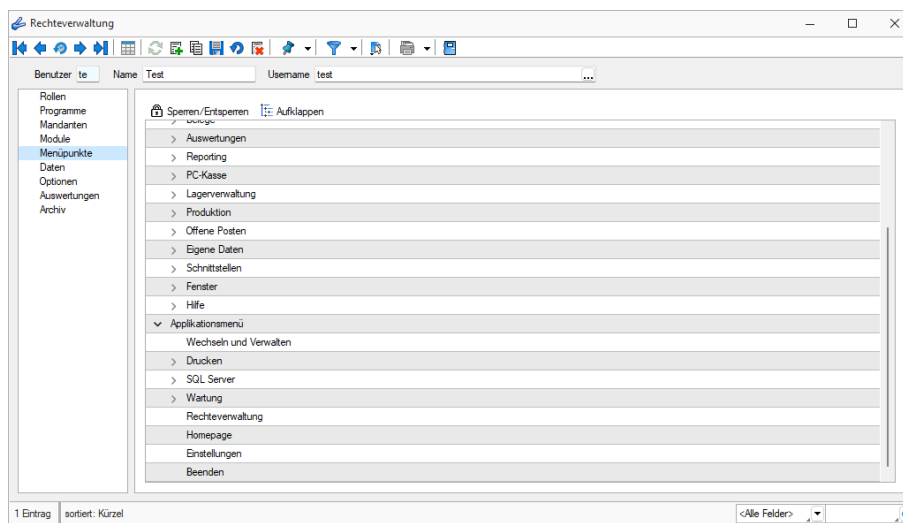 Rechteverwaltung
Benutzer te Name Test Username test ...
Rollen
Programme
Mandanten
Module
Menüpunkte
Daten
Optionen
Auswertungen
Archiv
Sperren/Entsperren Aufklappen
Belege
Auswertungen
Reporting
PC-Kasse
Lagerverwaltung
Produktion
Offene Posten
Eigene Daten
Schnittstellen
Fenster
Hilfe
Applikationsmenü
Wechseln und Verwalten
Drucken
SQL Server
Wartung
Rechteverwaltung
Homepage
Einstellungen
Beenden
1 Eintrag sortiert: Kürzel <Alle Felder>